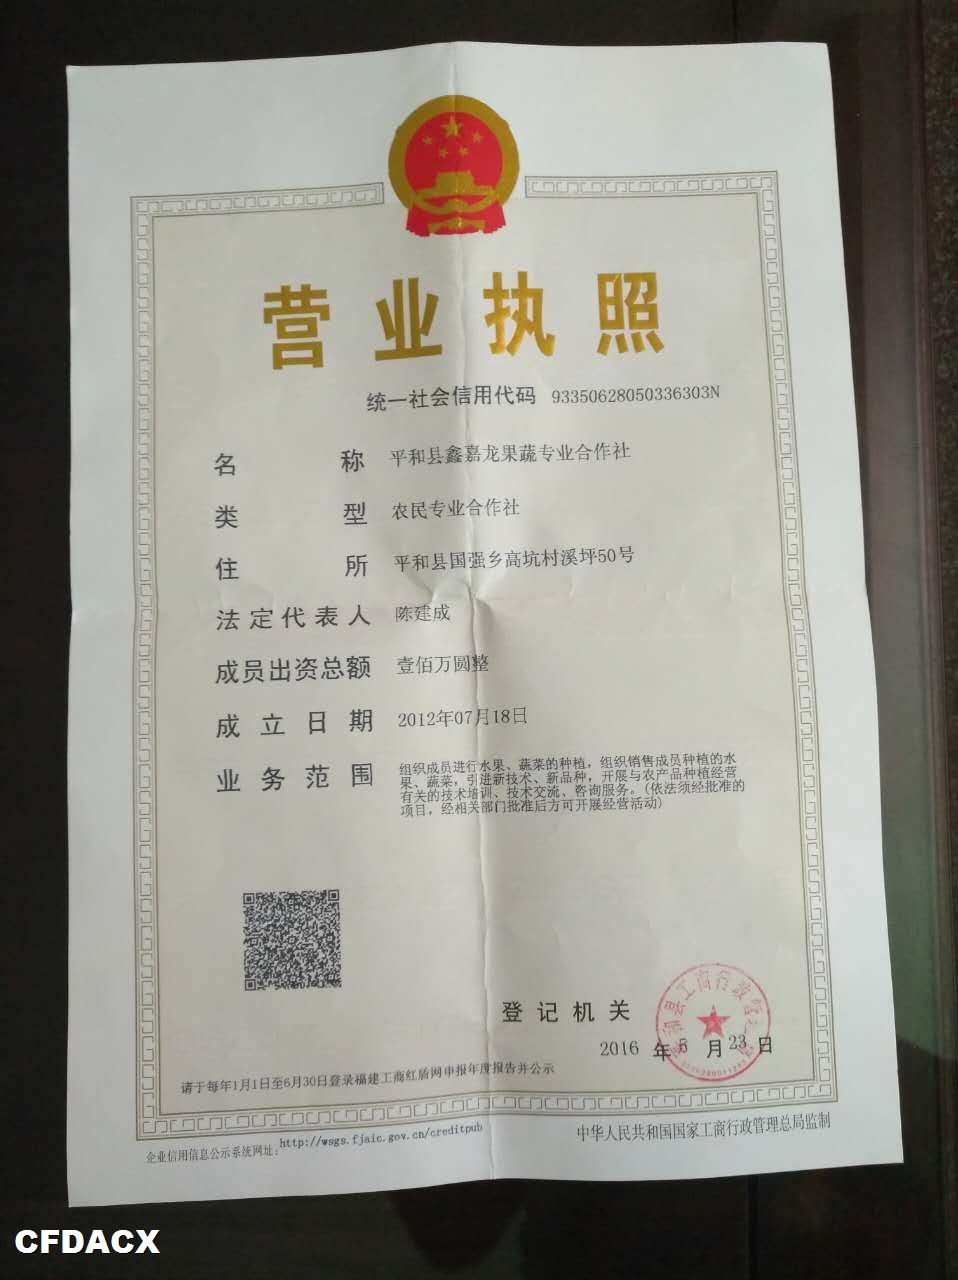 营业执照
统一社会信用代码 93350628050336303N
名称 平和县鑫嘉龙果蔬专业合作社
类型 农民专业合作社
住所 平和县国强乡高坑村溪坪50号
法定代表人 陈建成
成员出资总额 壹佰万圆整
成立日期 2012年07月18日
业务范围 组织成员进行水果、蔬菜的种植，组织销售成员种植的水
果、蔬菜，引进新技术、新品种，开展与农产品种植经营
有关的技术培训、技术交流、咨询服务。(依法须经批准的
项目，经相关部门批准后方可开展经营活动)
登记机关
县工商行政管
2016 年 5 月 23 日
请于每年1月1日至6月30日登录福建工商红盾网申报年度报告并公示
企业信用信息公示系统网址: http://wsgs.fjaic.gov.cn/creditpub
中华人民共和国国家工商行政管理总局监制
CFDACX